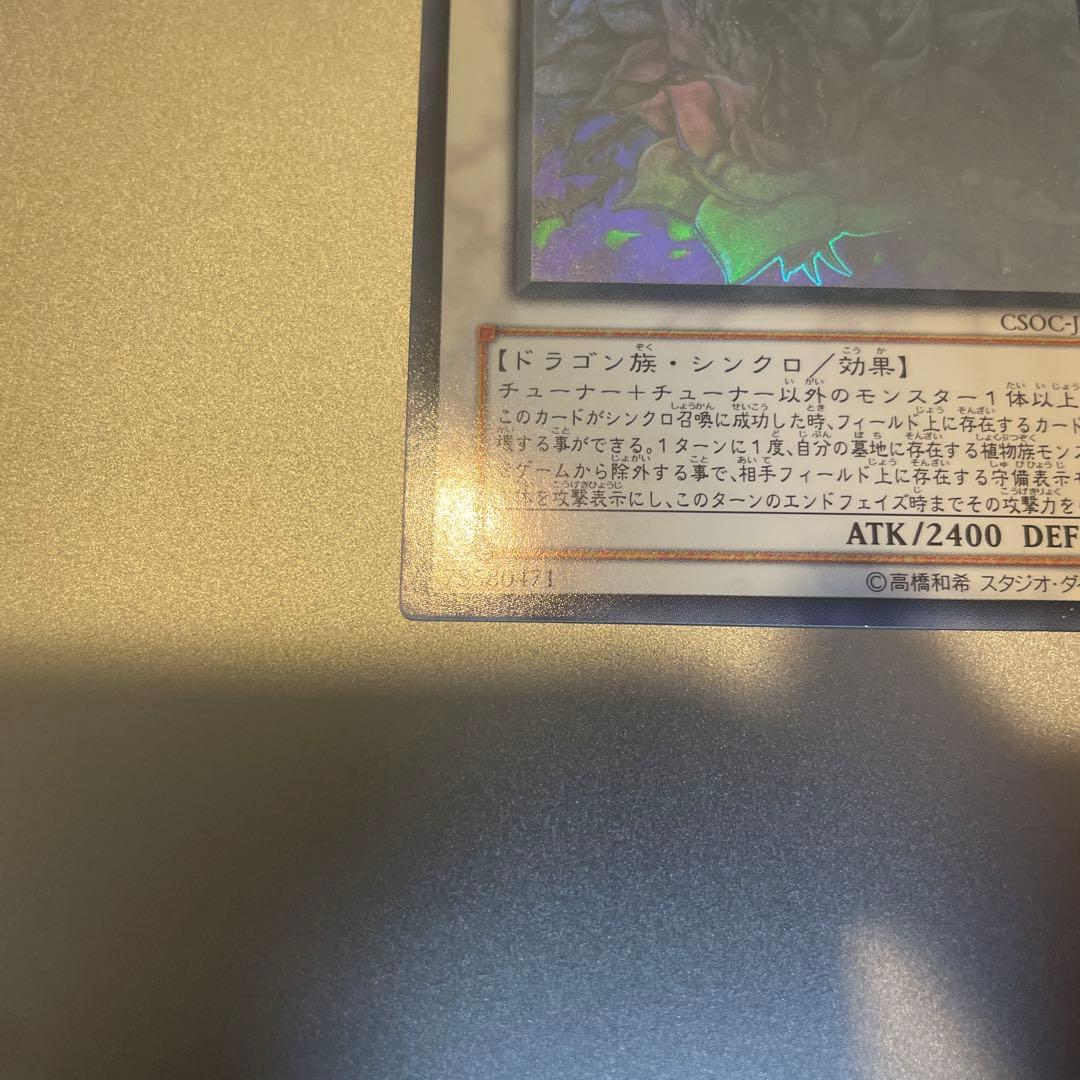 CSOC-J
【ドラゴン族・シンクロ／効果】
チューナー＋チューナー以外のモンスター１体以上
このカードがシンクロ召喚に成功した時、フィールド上に存在するカード
壊する事ができる。１ターンに１度、自分の墓地に存在する植物族モンス
ゲームから除外する事で、相手フィールド上に存在する守備表示モ
体を攻撃表示にし、このターンのエンドフェイズ時までその攻撃力を
ATK/2400 DEF
©高橋和希 スタジオ・ダ